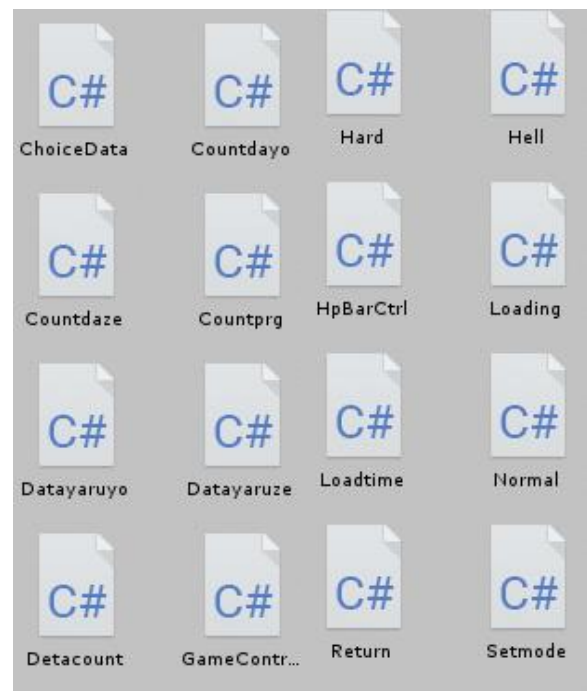 C#
C#
C#
C#
ChoiceData
Countdayo
Hard
Hell
C#
C#
C#
C#
Countdaze
Countprg
HpBarCtrl
Loading
C#
C#
C#
C#
Datayaruyo
Datayaruze
Loadtime
Normal
C#
C#
C#
C#
Detacount
GameContr...
Return
Setmode